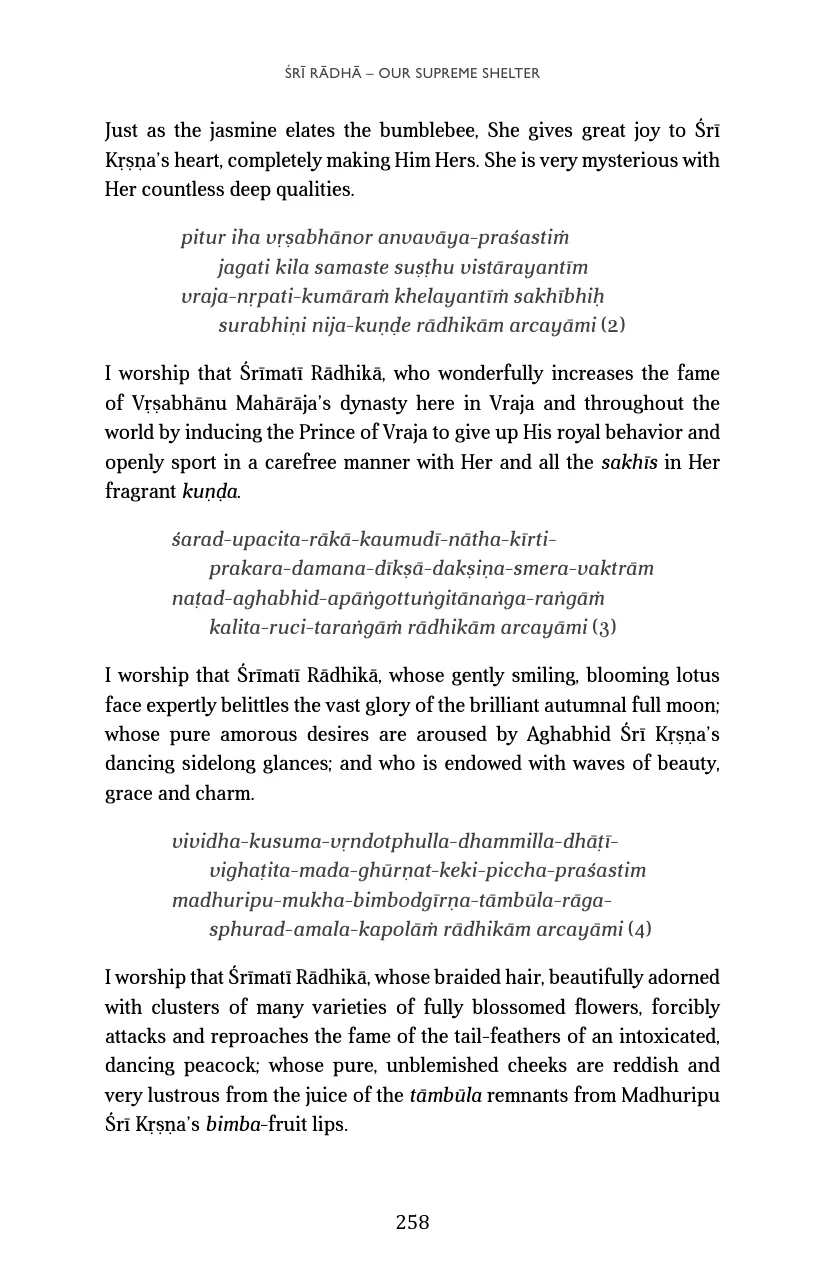 ŚRĪ RĀDHĀ – OUR SUPREME SHELTER
Just as the jasmine elates the bumblebee, She gives great joy to Śrī
Kṛṣṇa’s heart, completely making Him Hers. She is very mysterious with
Her countless deep qualities.
pitur iha vṛṣabhānor anvavāya-praśastiṁ
jagati kila samaste suṣṭhu vistārayantīm
vraja-nṛpati-kumāraṁ khelayantīṁ sakhībhiḥ
surabhiṇi nija-kuṇḍe rādhikām arcayāmi (2)
I worship that Śrīmatī Rādhikā, who wonderfully increases the fame
of Vṛṣabhānu Mahārāja’s dynasty here in Vraja and throughout the
world by inducing the Prince of Vraja to give up His royal behavior and
openly sport in a carefree manner with Her and all the sakhīs in Her
fragrant kuṇḍa.
śarad-upacita-rākā-kaumudī-nātha-kīrti-
prakara-damana-dīkṣā-dakṣiṇa-smera-vaktrām
naṭad-aghabhid-apāṅgottuṅgitānaṅga-raṅgāṁ
kalita-ruci-taraṅgāṁ rādhikām arcayāmi (3)
I worship that Śrīmatī Rādhikā, whose gently smiling, blooming lotus
face expertly belittles the vast glory of the brilliant autumnal full moon;
whose pure amorous desires are aroused by Aghabhid Śrī Kṛṣṇa’s
dancing sidelong glances; and who is endowed with waves of beauty,
grace and charm.
vividha-kusuma-vṛndotphulla-dhammilla-dhāṭī-
vighaṭita-mada-ghūrṇat-keki-piccha-praśastim
madhuripu-mukha-bimbodgīrṇa-tāmbūla-rāga-
sphurad-amala-kapolāṁ rādhikām arcayāmi (4)
I worship that Śrīmatī Rādhikā, whose braided hair, beautifully adorned
with clusters of many varieties of fully blossomed flowers, forcibly
attacks and reproaches the fame of the tail-feathers of an intoxicated,
dancing peacock; whose pure, unblemished cheeks are reddish and
very lustrous from the juice of the tāmbūla remnants from Madhuripu
Śrī Kṛṣṇa’s bimba-fruit lips.
258